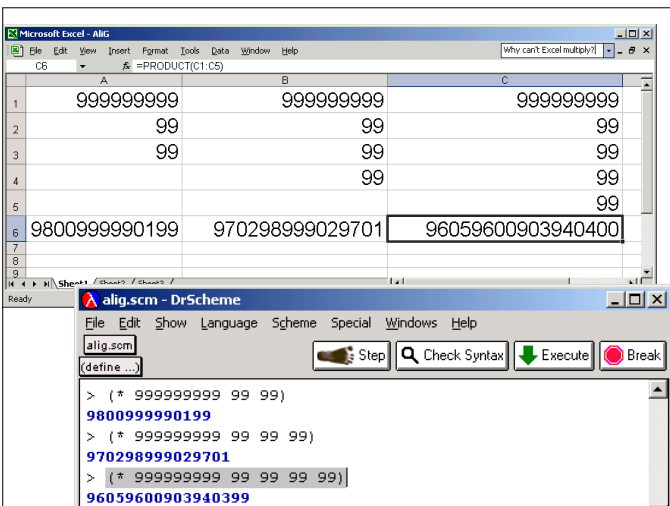 Microsoft Excel - AliG
File Edit View Insert Format Tools Data Window Help Why can't Excel multiply?
C6 fx =PRODUCT(C1:C5)
A B C
1 999999999 999999999 999999999
2 99 99 99
3 99 99 99
4 99 99
5 99
6 9800999990199 970298999029701 96059600903940400
7
8
9
Sheet1 / Sheet2 / Sheet3 /
Ready
alig.scm - DrScheme
File Edit Show Language Scheme Special Windows Help
alig.scm
(define ...) Step Check Syntax Execute Break
> (* 999999999 99 99)
9800999990199
> (* 999999999 99 99 99)
970298999029701
> (* 999999999 99 99 99 99)
96059600903940399